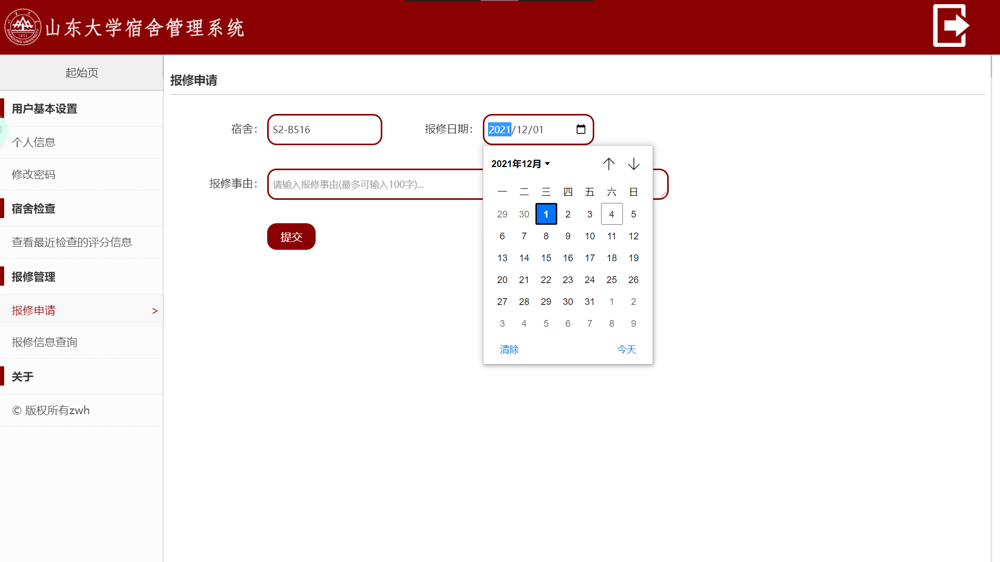 山东大学宿舍管理系统
SHANDONG UNIVERSITY
1901
起始页
用户基本设置
个人信息
修改密码
宿舍检查
查看最近检查的评分信息
报修管理
报修申请 >
报修信息查询
关于
© 版权所有zwh
报修申请
宿舍： S2-B516 报修日期： 2021/12/01
报修事由： 请输入报修事由(最多可输入100字)...
提交
2021年12月
一 二 三 四 五 六 日
29 30 1 2 3 4 5
6 7 8 9 10 11 12
13 14 15 16 17 18 19
20 21 22 23 24 25 26
27 28 29 30 31 1 2
3 4 5 6 7 8 9
清除 今天